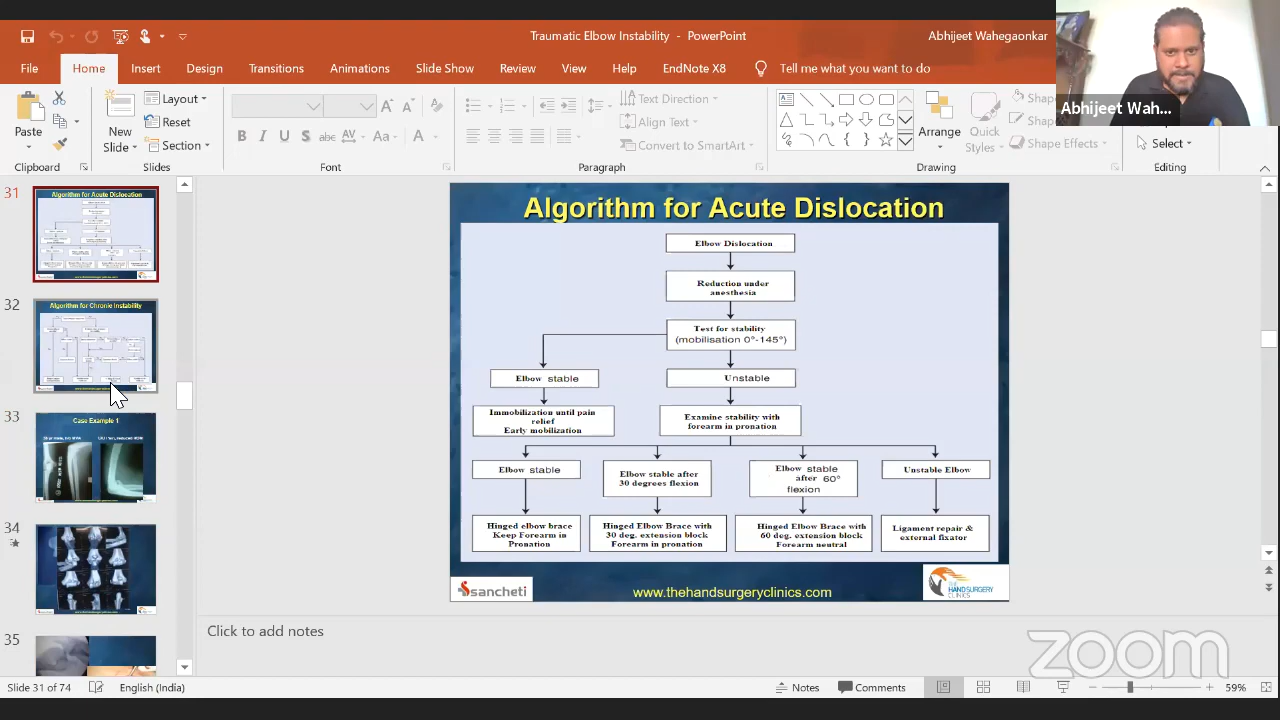 Traumatic Elbow Instability - PowerPoint
Abhijeet Wahegaonkar
File
Home
Insert
Design
Transitions
Animations
Slide Show
Review
View
Help
EndNote X8
Tell me what you want to do
Paste
New
Slide
Layout
Reset
Section
B
I
U
S
abc
AV
Aa
A
Text Direction
Align Text
Convert to SmartArt
Arrange
Quick
Styles
Shape Effects
Select
Abhijeet Wah...
Clipboard
Slides
Font
Paragraph
Drawing
Editing
31
Algorithm for Acute Dislocation
32
Algorithm for Chronic Instability
33
Case Example 1
34
35
Algorithm for Acute Dislocation
Elbow Dislocation
Reduction under
anesthesia
Test for stability
(mobilisation 0°-145°)
Elbow stable
Unstable
Immobilization until pain
relief
Early mobilization
Examine stability with
forearm in pronation
Elbow stable
Elbow stable after
30 degrees flexion
Elbow stable
after 60°
flexion
Unstable Elbow
Hinged elbow brace
Keep Forearm in
Pronation
Hinged Elbow Brace with
30 deg. extension block
Forearm in pronation
Hinged Elbow Brace with
60 deg. extension block
Forearm neutral
Ligament repair &
external fixator
sancheti
www.thehandsurgeryclinics.com
THE
HAND SURGERY
CLINICS
Click to add notes
zoom
Slide 31 of 74
English (India)
Notes
Comments
59%